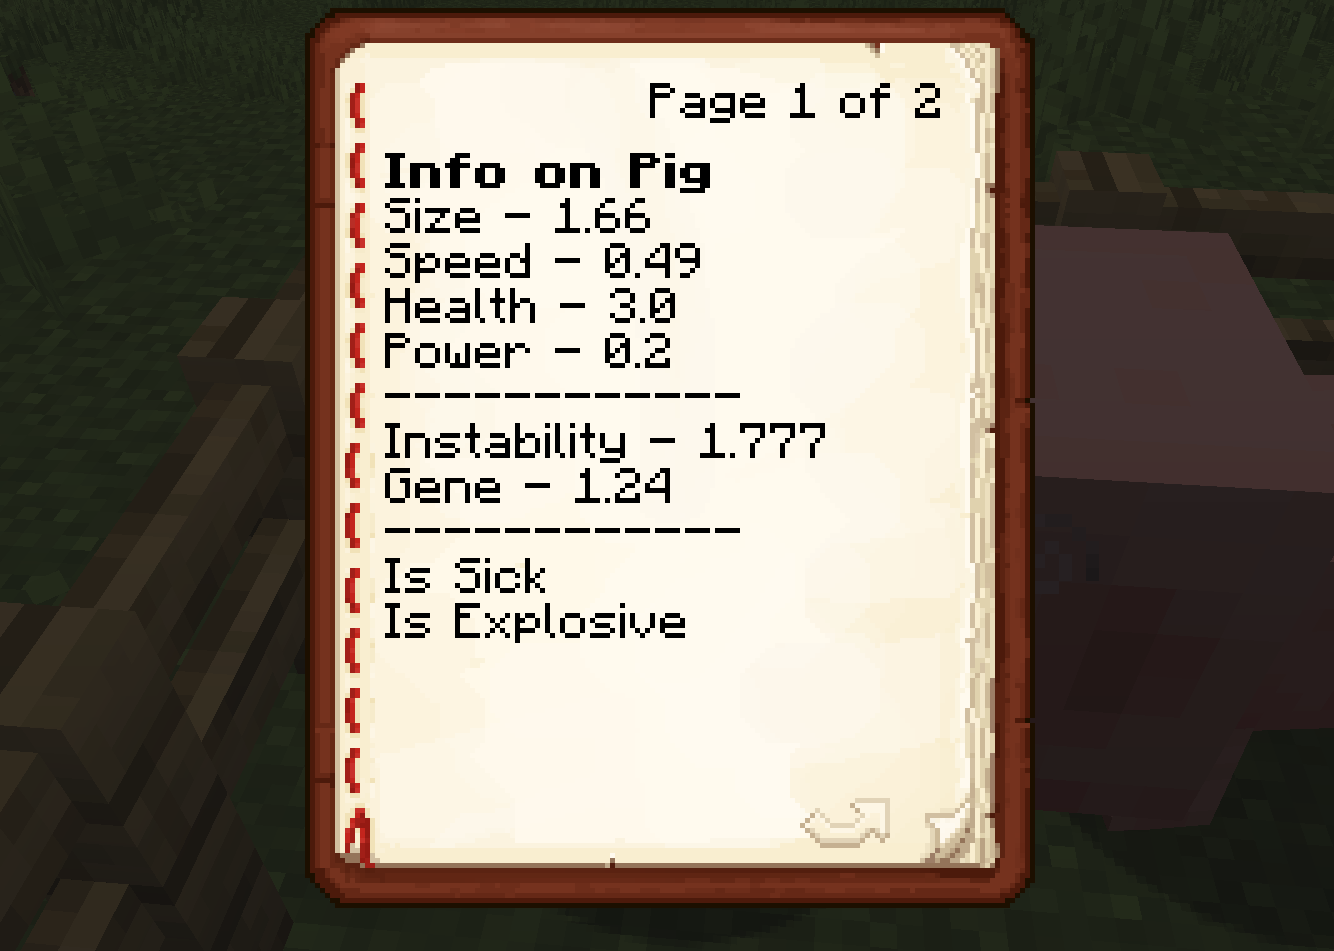 Page 1 of 2
Info on Pig
Size - 1.66
Speed - 0.49
Health - 3.0
Power - 0.2
------------
Instability - 1.777
Gene - 1.24
------------
Is Sick
Is Explosive